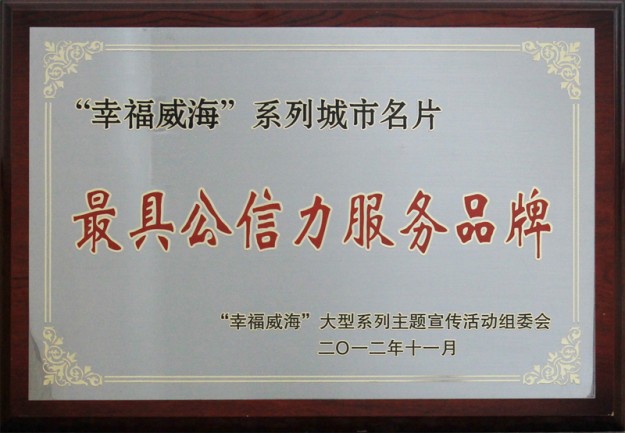 “幸福威海”系列城市名片
最具公信力服务品牌
“幸福威海”大型系列主题宣传活动组委会
二〇一二年十一月